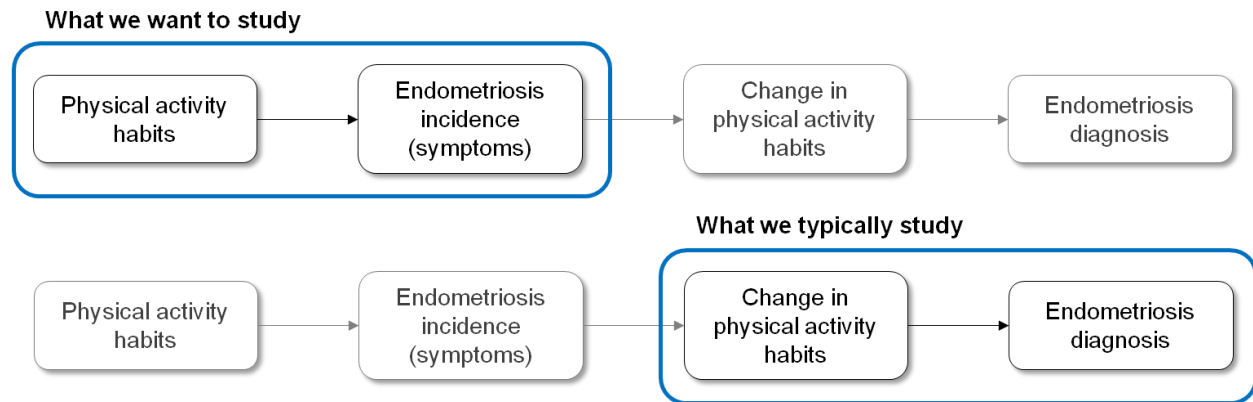 What we want to study
Physical activity
habits
Endometriosis
incidence
(symptoms)
Change in
physical activity
habits
Endometriosis
diagnosis
What we typically study
Physical activity
habits
Endometriosis
incidence
(symptoms)
Change in
physical activity
habits
Endometriosis
diagnosis